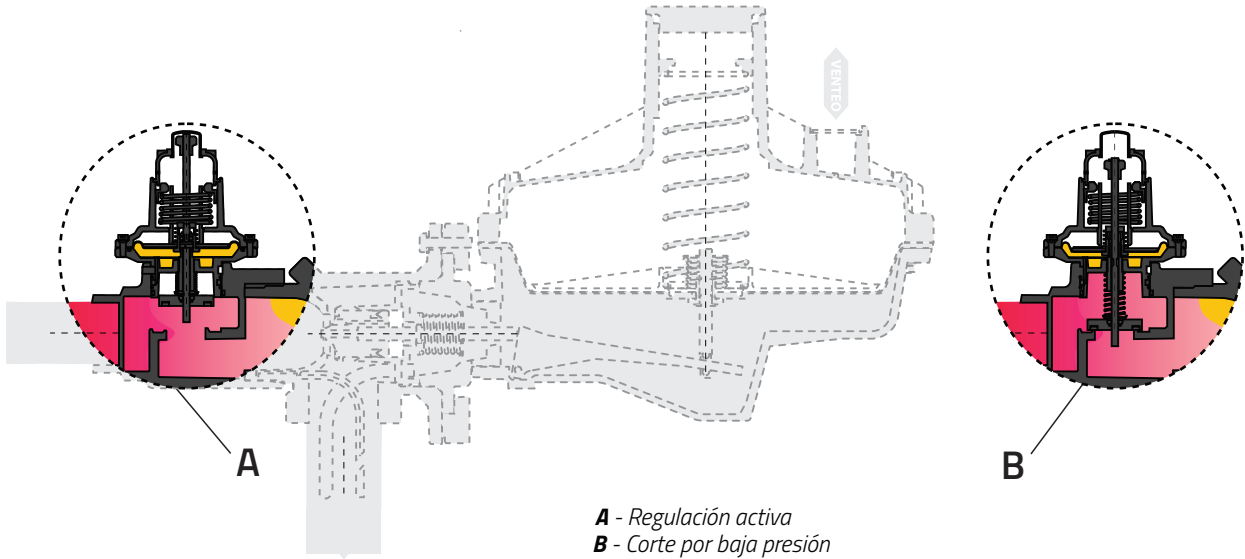 VENTEO
A
B
A - Regulación activa
B - Corte por baja presión